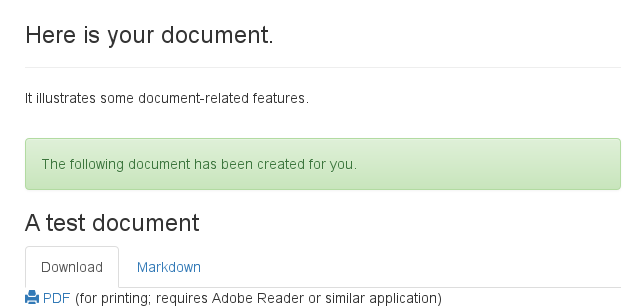 Here is your document.
It illustrates some document-related features.
The following document has been created for you.
A test document
Download Markdown
PDF (for printing; requires Adobe Reader or similar application)